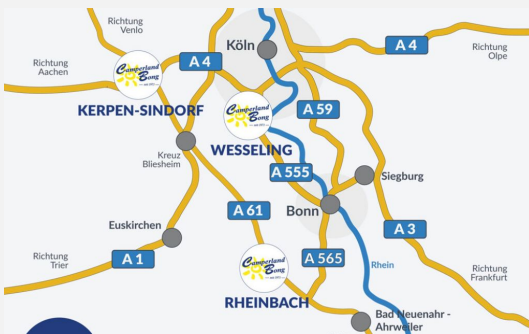 Richtung
Venlo
Köln
A 4
Richtung
Olpe
Richtung
Aachen
Camperland
Bong
A 4
KERPEN-SINDORF
Camperland
Bong
A 59
WESSELING
Kreuz
Bliesheim
A 555
Siegburg
A 61
Bonn
Euskirchen
A 3
Richtung
Trier
A 1
Camperland
Bong
A 565
Rhein
Richtung
Frankfurt
RHEINBACH
Bad Neuenahr -
Ahrweiler